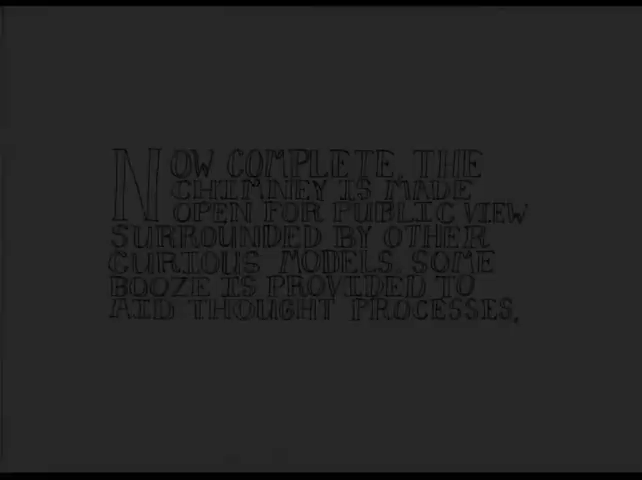 NOW COMPLETE, THE
CHIMNEY IS MADE
OPEN FOR PUBLIC VIEW
SURROUNDED BY OTHER
CURIOUS MODELS. SOME
BOOZE IS PROVIDED TO
AID THOUGHT PROCESSES.